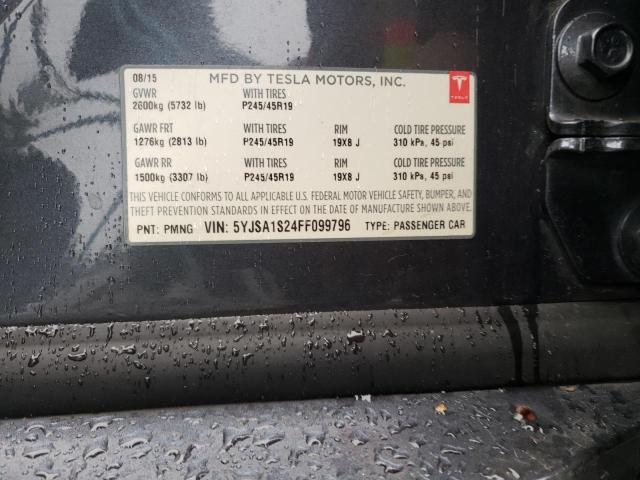 08/15 MFD BY TESLA MOTORS, INC.
GVWR WITH TIRES
2600kg (5732 lb) P245/45R19
TESLA
GAWR FRT WITH TIRES RIM COLD TIRE PRESSURE
1276kg (2813 lb) P245/45R19 19X8 J 310 kPa, 45 psi
GAWR RR WITH TIRES RIM COLD TIRE PRESSURE
1500kg (3307 lb) P245/45R19 19X8 J 310 kPa, 45 psi
THIS VEHICLE CONFORMS TO ALL APPLICABLE U.S. FEDERAL MOTOR VEHICLE SAFETY, BUMPER, AND
THEFT PREVENTION STANDARDS IN EFFECT ON THE DATE OF MANUFACTURE SHOWN ABOVE.
PNT: PMNG VIN: 5YJSA1S24FF099796 TYPE: PASSENGER CAR